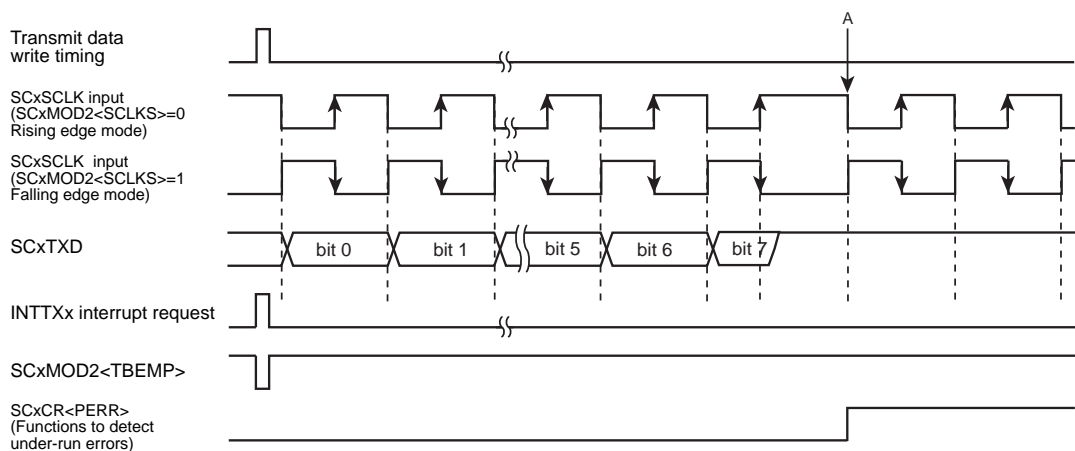 A
Transmit data
write timing
SCxSCLK input
(SCxMOD2<SCLKS>=0
Rising edge mode)
SCxSCLK input
(SCxMOD2<SCLKS>=1
Falling edge mode)
SCxTXD
bit 0
bit 1
bit 5
bit 6
bit 7
INTTXx interrupt request
SCxMOD2<TBEMP>
SCxCR<PERR>
(Functions to detect
under-run errors)